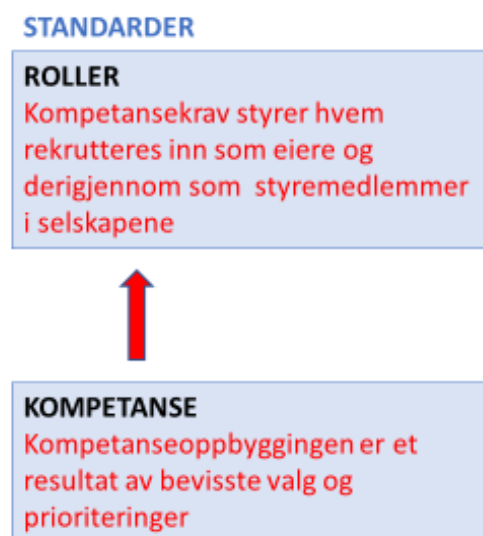 STANDARDER
ROLLER
Kompetansekrav styrer hvem
rekrutteres inn som eiere og
derigjennom som styremedlemmer
i selskapene
KOMPETANSE
Kompetanseoppbyggingen er et
resultat av bevisste valg og
prioriteringer